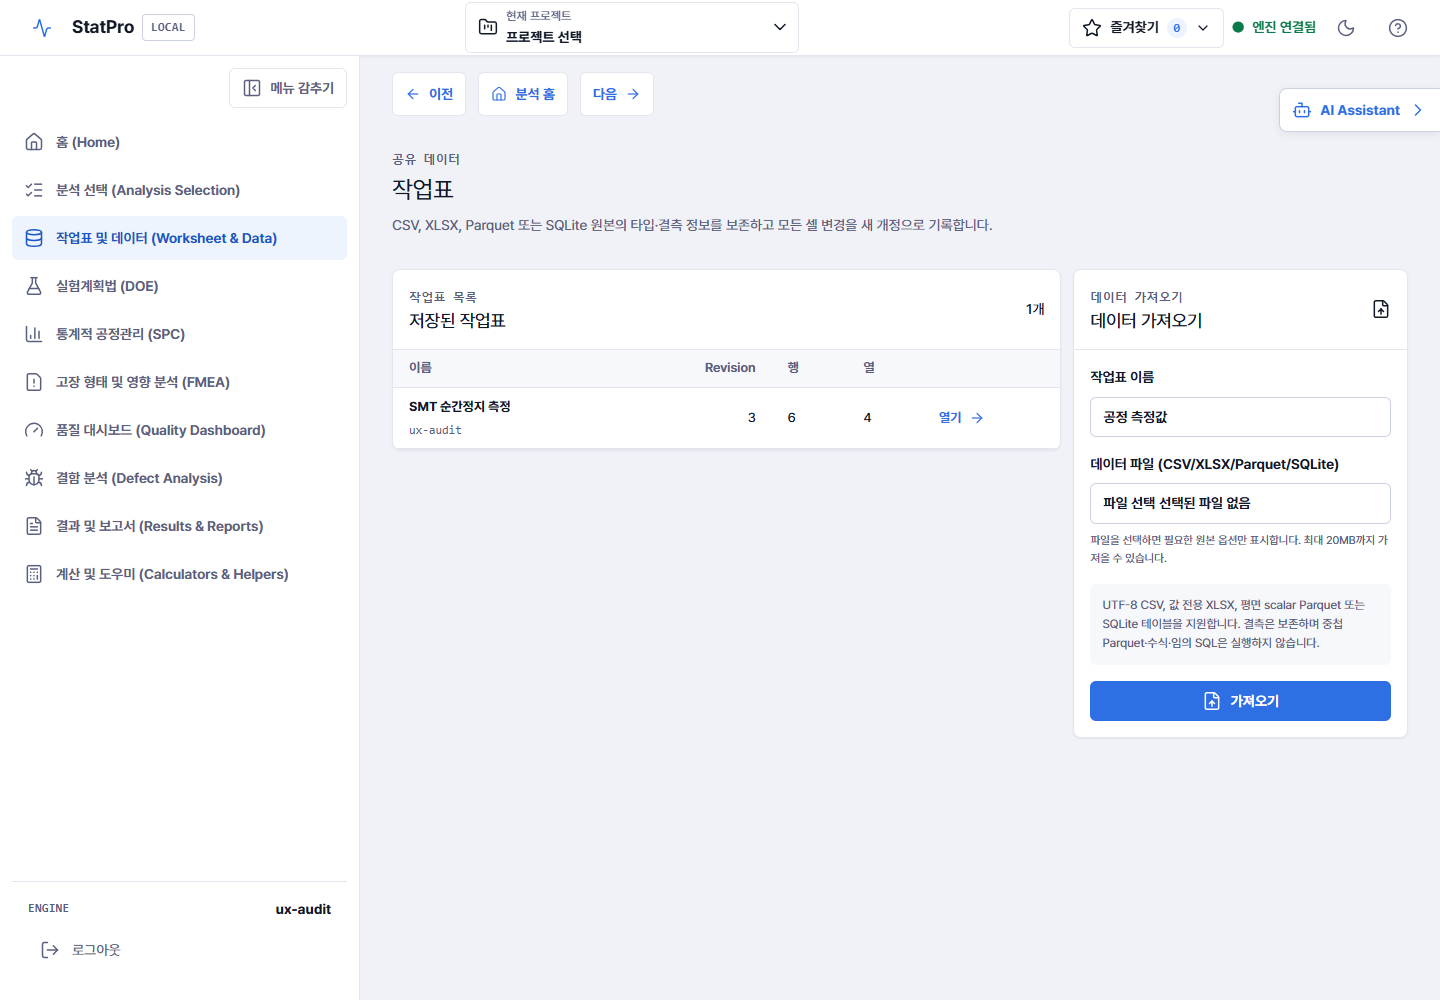 StatPro LOCAL
현재 프로젝트
프로젝트 선택
즐겨찾기 0
엔진 연결됨
메뉴 감추기
홈 (Home)
분석 선택 (Analysis Selection)
작업표 및 데이터 (Worksheet & Data)
실험계획법 (DOE)
통계적 공정관리 (SPC)
고장 형태 및 영향 분석 (FMEA)
품질 대시보드 (Quality Dashboard)
결함 분석 (Defect Analysis)
결과 및 보고서 (Results & Reports)
계산 및 도우미 (Calculators & Helpers)
ENGINE ux-audit
로그아웃
이전 분석 홈 다음
AI Assistant
공유 데이터
작업표
CSV, XLSX, Parquet 또는 SQLite 원본의 타입·결측 정보를 보존하고 모든 셀 변경을 새 개정으로 기록합니다.
작업표 목록
저장된 작업표
1개
이름 Revision 행 열
SMT 순간정지 측정
ux-audit
3 6 4 열기
데이터 가져오기
데이터 가져오기
작업표 이름
공정 측정값
데이터 파일 (CSV/XLSX/Parquet/SQLite)
파일 선택 선택된 파일 없음
파일을 선택하면 필요한 원본 옵션만 표시합니다. 최대 20MB까지 가
져올 수 있습니다.
UTF-8 CSV, 값 전용 XLSX, 평면 scalar Parquet 또는
SQLite 테이블을 지원합니다. 결측은 보존하며 중첩
Parquet·수식·임의 SQL은 실행하지 않습니다.
가져오기